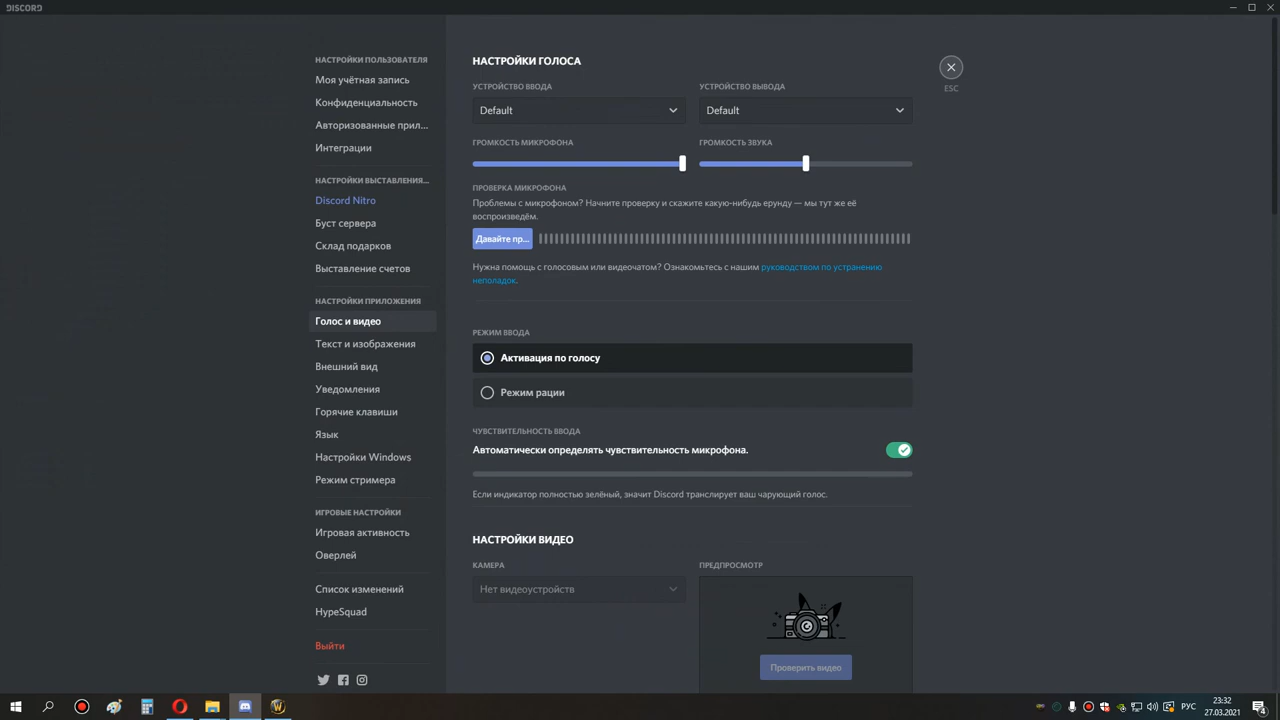 DISCORD
НАСТРОЙКИ ПОЛЬЗОВАТЕЛЯ
Моя учётная запись
Конфиденциальность
Авторизованные прил...
Интеграции
НАСТРОЙКИ ВЫСТАВЛЕНИЯ...
Discord Nitro
Буст сервера
Склад подарков
Выставление счетов
НАСТРОЙКИ ПРИЛОЖЕНИЯ
Голос и видео
Текст и изображения
Внешний вид
Уведомления
Горячие клавиши
Язык
Настройки Windows
Режим стримера
ИГРОВЫЕ НАСТРОЙКИ
Игровая активность
Оверлей
Список изменений
HypeSquad
Выйти
НАСТРОЙКИ ГОЛОСА
УСТРОЙСТВО ВВОДА
Default
УСТРОЙСТВО ВЫВОДА
Default
ГРОМКОСТЬ МИКРОФОНА
ГРОМКОСТЬ ЗВУКА
ПРОВЕРКА МИКРОФОНА
Проблемы с микрофоном? Начните проверку и скажите какую-нибудь ерунду — мы тут же её
воспроизведём.
Давайте пр...
Нужна помощь с голосовым или видеочатом? Ознакомьтесь с нашим руководством по устранению
неполадок.
РЕЖИМ ВВОДА
Активация по голосу
Режим рации
ЧУВСТВИТЕЛЬНОСТЬ ВВОДА
Автоматически определять чувствительность микрофона.
Если индикатор полностью зелёный, значит Discord транслирует ваш чарующий голос.
НАСТРОЙКИ ВИДЕО
КАМЕРА
Нет видеоустройств
ПРЕДПРОСМОТР
Проверить видео
ESC
РУС
23:32
27.03.2021
4